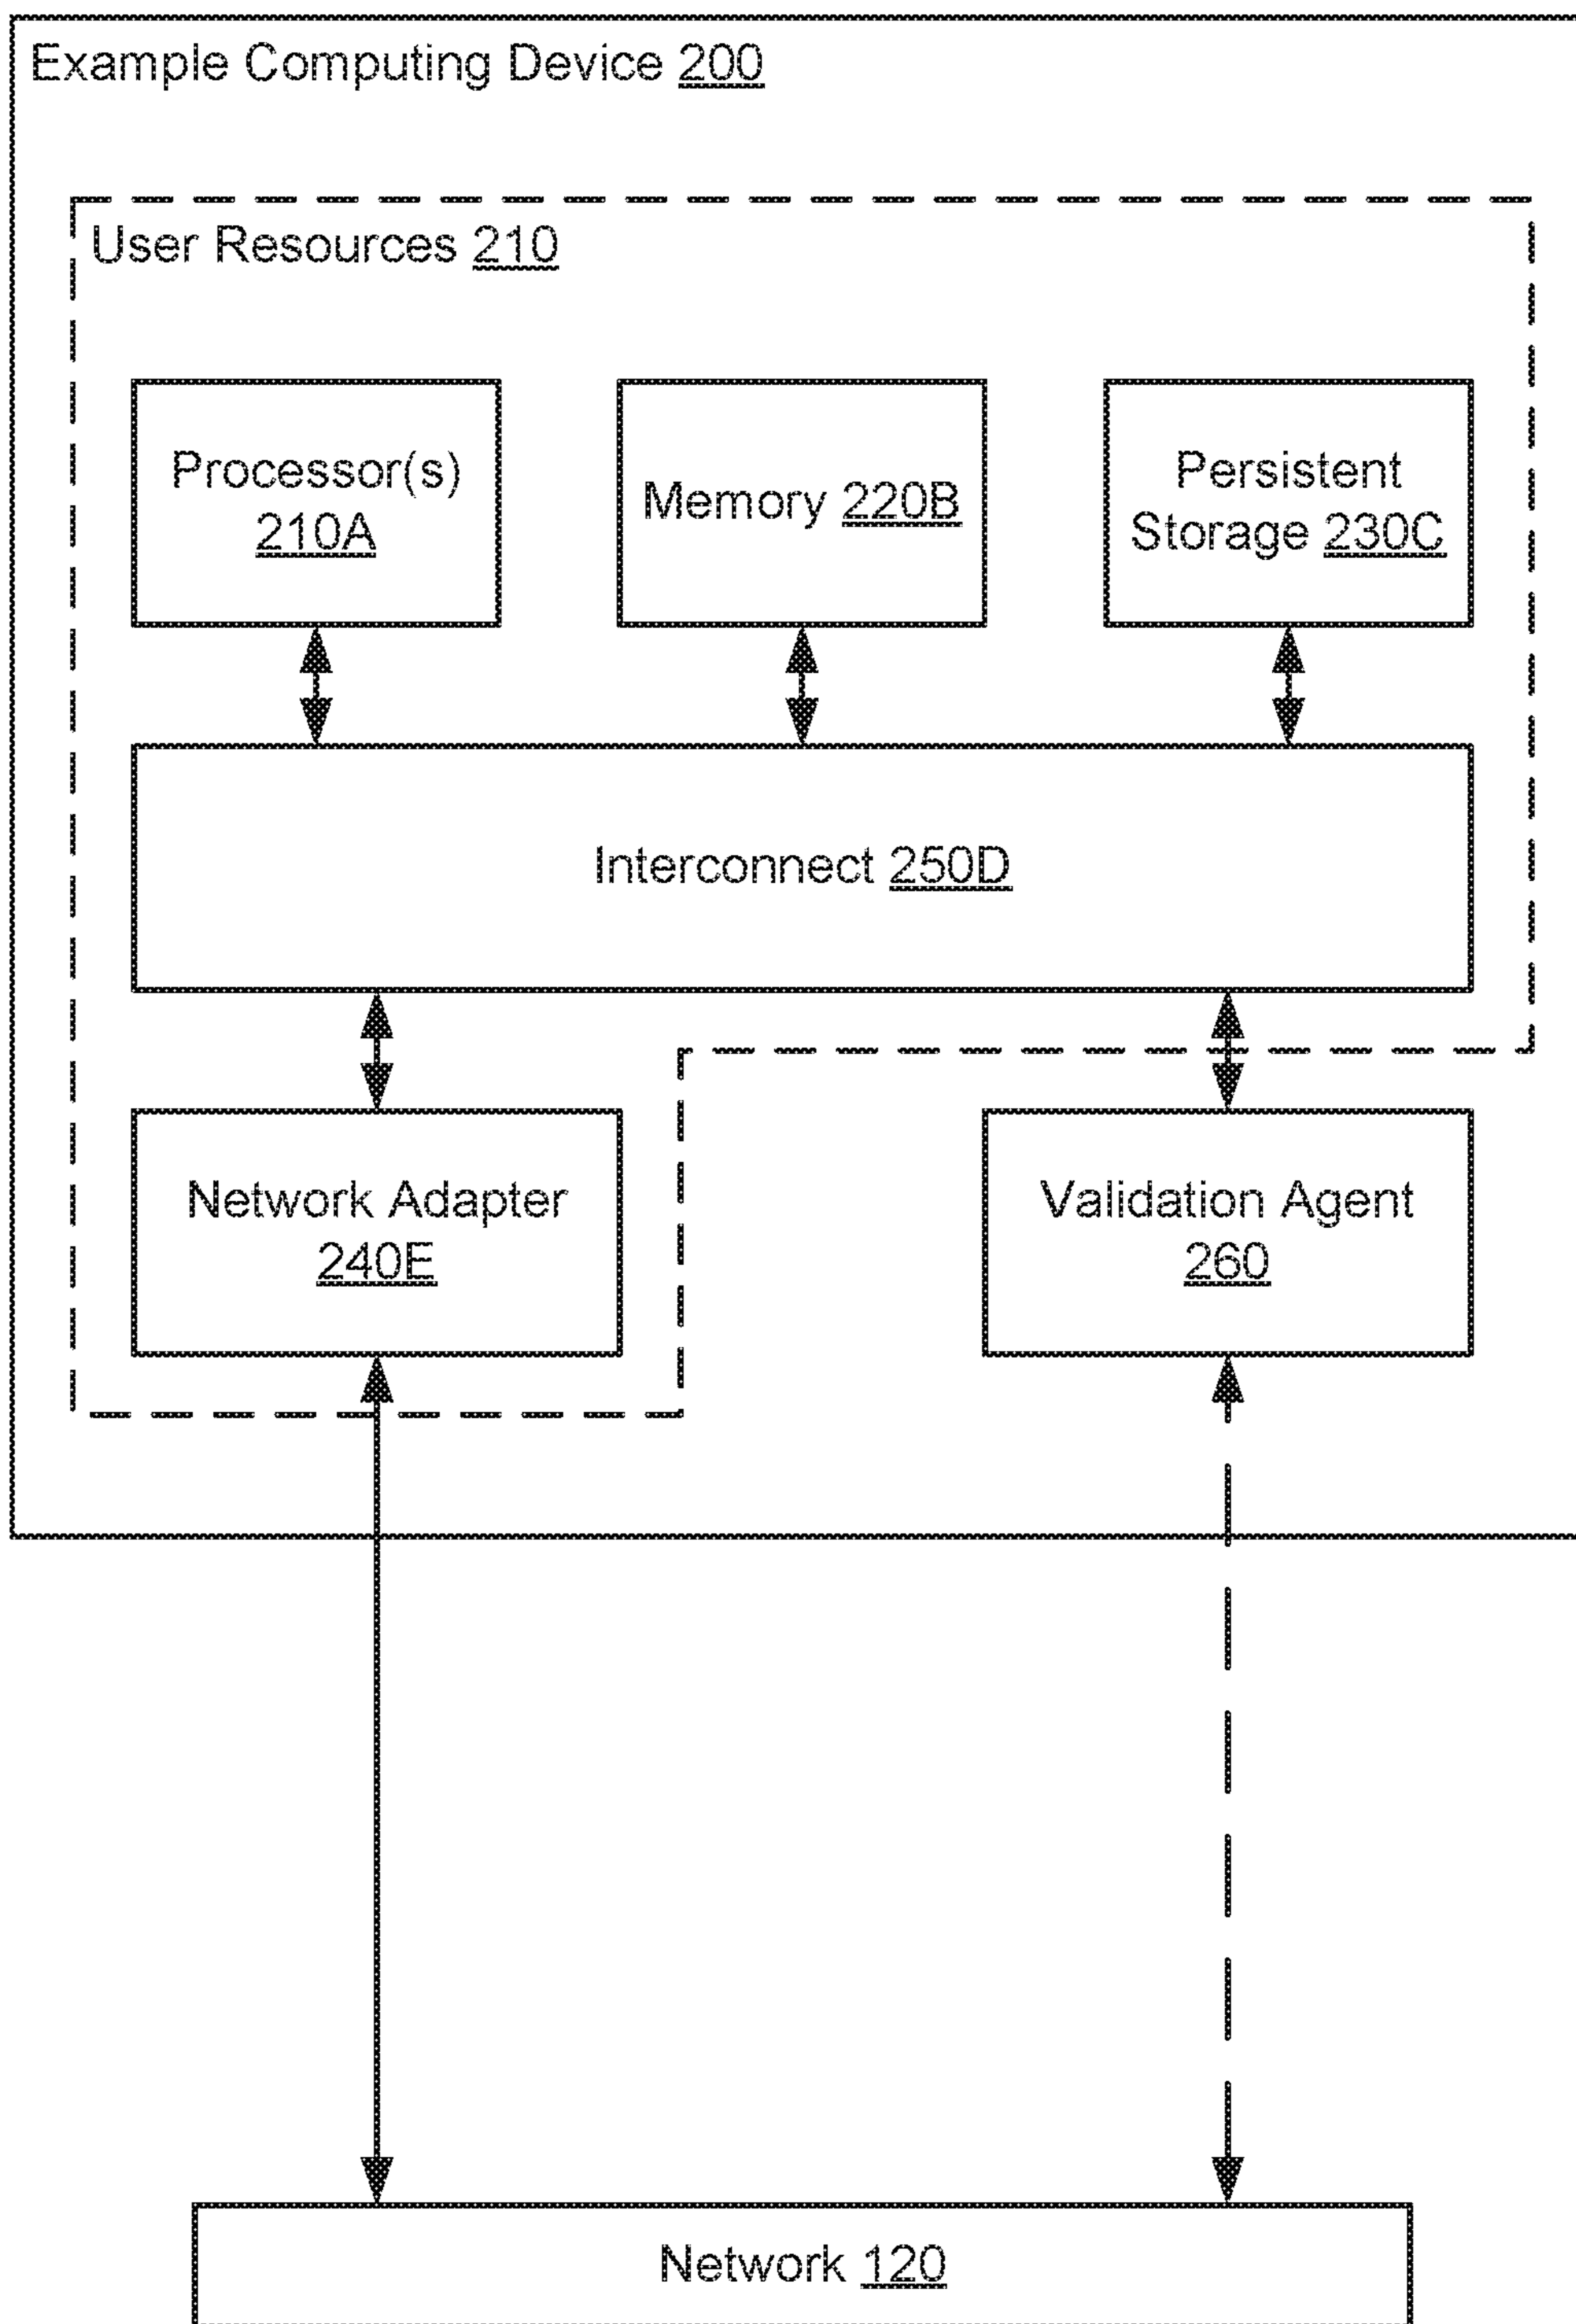 Example Computing Device 200
User Resources 210
Processor(s)
210A
Memory 220B
Persistent
Storage 230C
Interconnect 250D
Network Adapter
240E
Validation Agent
260
Network 120